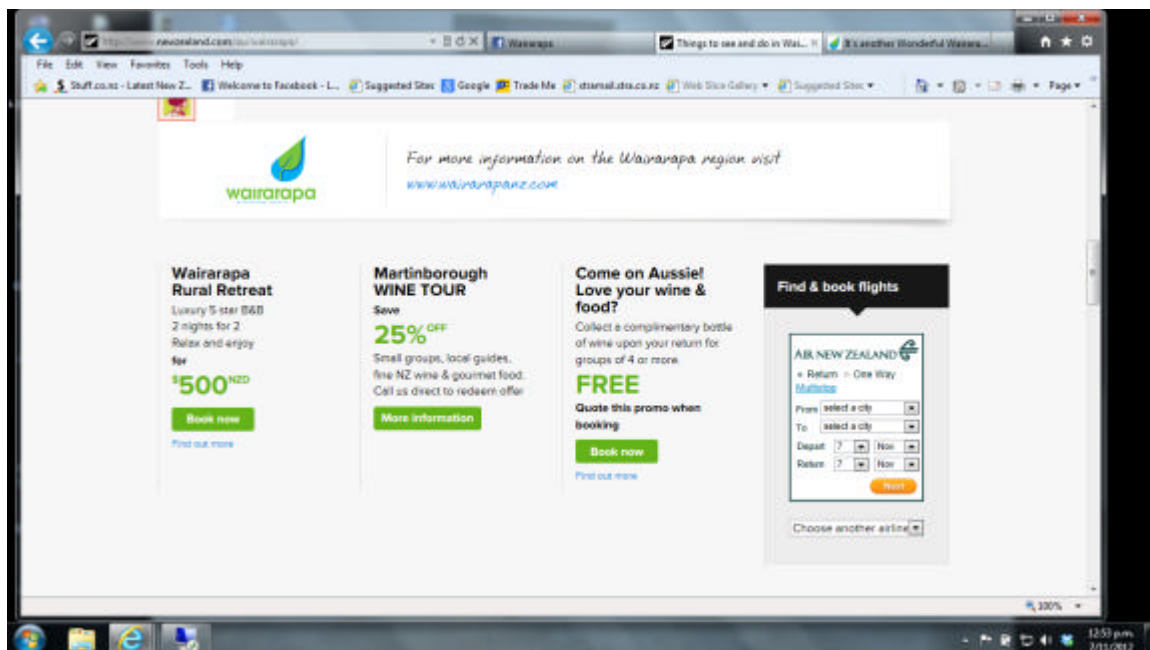 newzealand.com
Wairarapa
Things to see and do in Wai...
It's another Wonderful Wairara...
File Edit View Favorites Tools Help
Stuff.co.nz - Latest New Z... Welcome to Facebook - L... Suggested Sites Google Trade Me Web Slice Gallery Suggested Sites Page
wairarapa
For more information on the Wairarapa region visit
www.wairarapanz.com
Wairarapa
Rural Retreat
Luxury 5 star B&B
2 nights for 2
Relax and enjoy
for
$500 NZD
Book now
Find out more
Martinborough
WINE TOUR
Save
25% OFF
Small groups, local guides,
fine NZ wine & gourmet food.
Call us direct to redeem offer
More information
Come on Aussie!
Love your wine &
food?
Collect a complimentary bottle
of wine upon your return for
groups of 4 or more.
FREE
Quote this promo when
booking
Book now
Find out more
Find & book flights
AIR NEW ZEALAND
Return One Way
Multistop
From select a city
To select a city
Depart 7 Nov
Return 7 Nov
Next
Choose another airline
100%
12:53 p.m.
7/11/2012